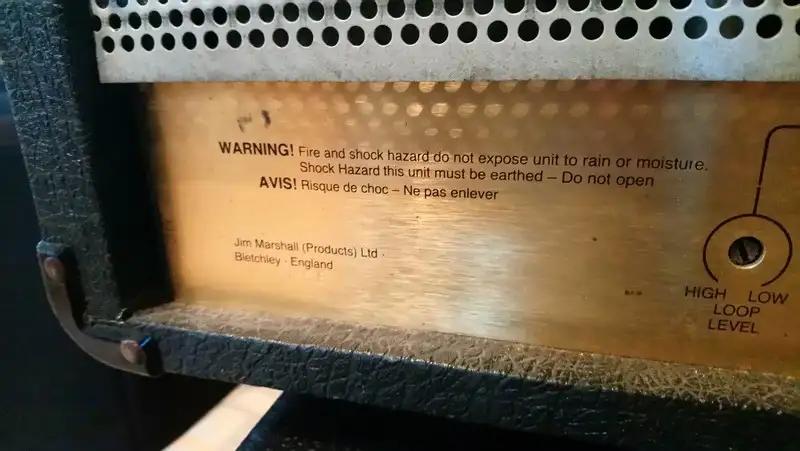 WARNING! Fire and shock hazard do not expose unit to rain or moisture.
Shock Hazard this unit must be earthed – Do not open
AVIS! Risque de choc – Ne pas enlever
Jim Marshall (Products) Ltd ·
Bletchley · England
HIGH LOW
LOOP
LEVEL